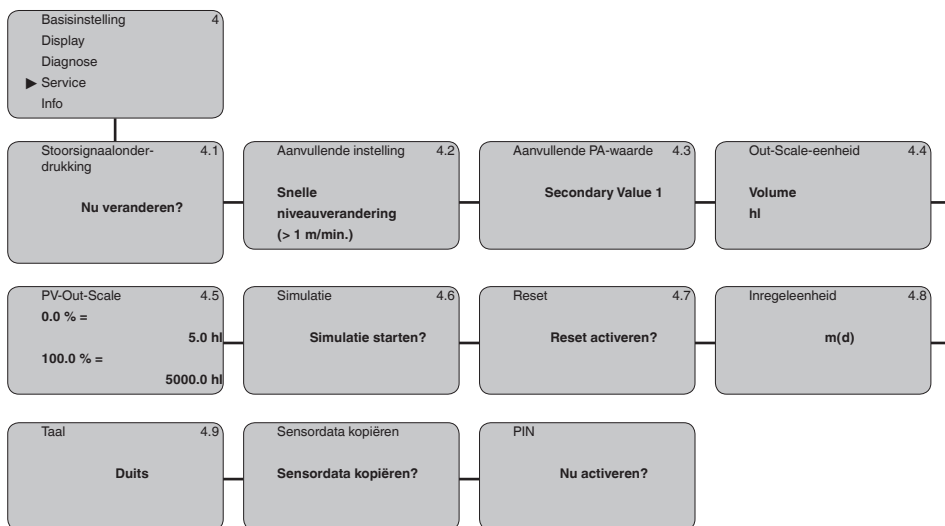 Basisinstelling 4
Display
Diagnose
▶ Service
Info
Stoorsignaalonder- 4.1
drukking
Nu veranderen?
Aanvullende instelling 4.2
Snelle
niveauverandering
(> 1 m/min.)
Aanvullende PA-waarde 4.3
Secondary Value 1
Out-Scale-eenheid 4.4
Volume
hl
PV-Out-Scale 4.5
0.0 % =
5.0 hl
100.0 % =
5000.0 hl
Simulatie 4.6
Simulatie starten?
Reset 4.7
Reset activeren?
Inregeleenheid 4.8
m(d)
Taal 4.9
Duits
Sensordata kopiëren
Sensordata kopiëren?
PIN
Nu activeren?